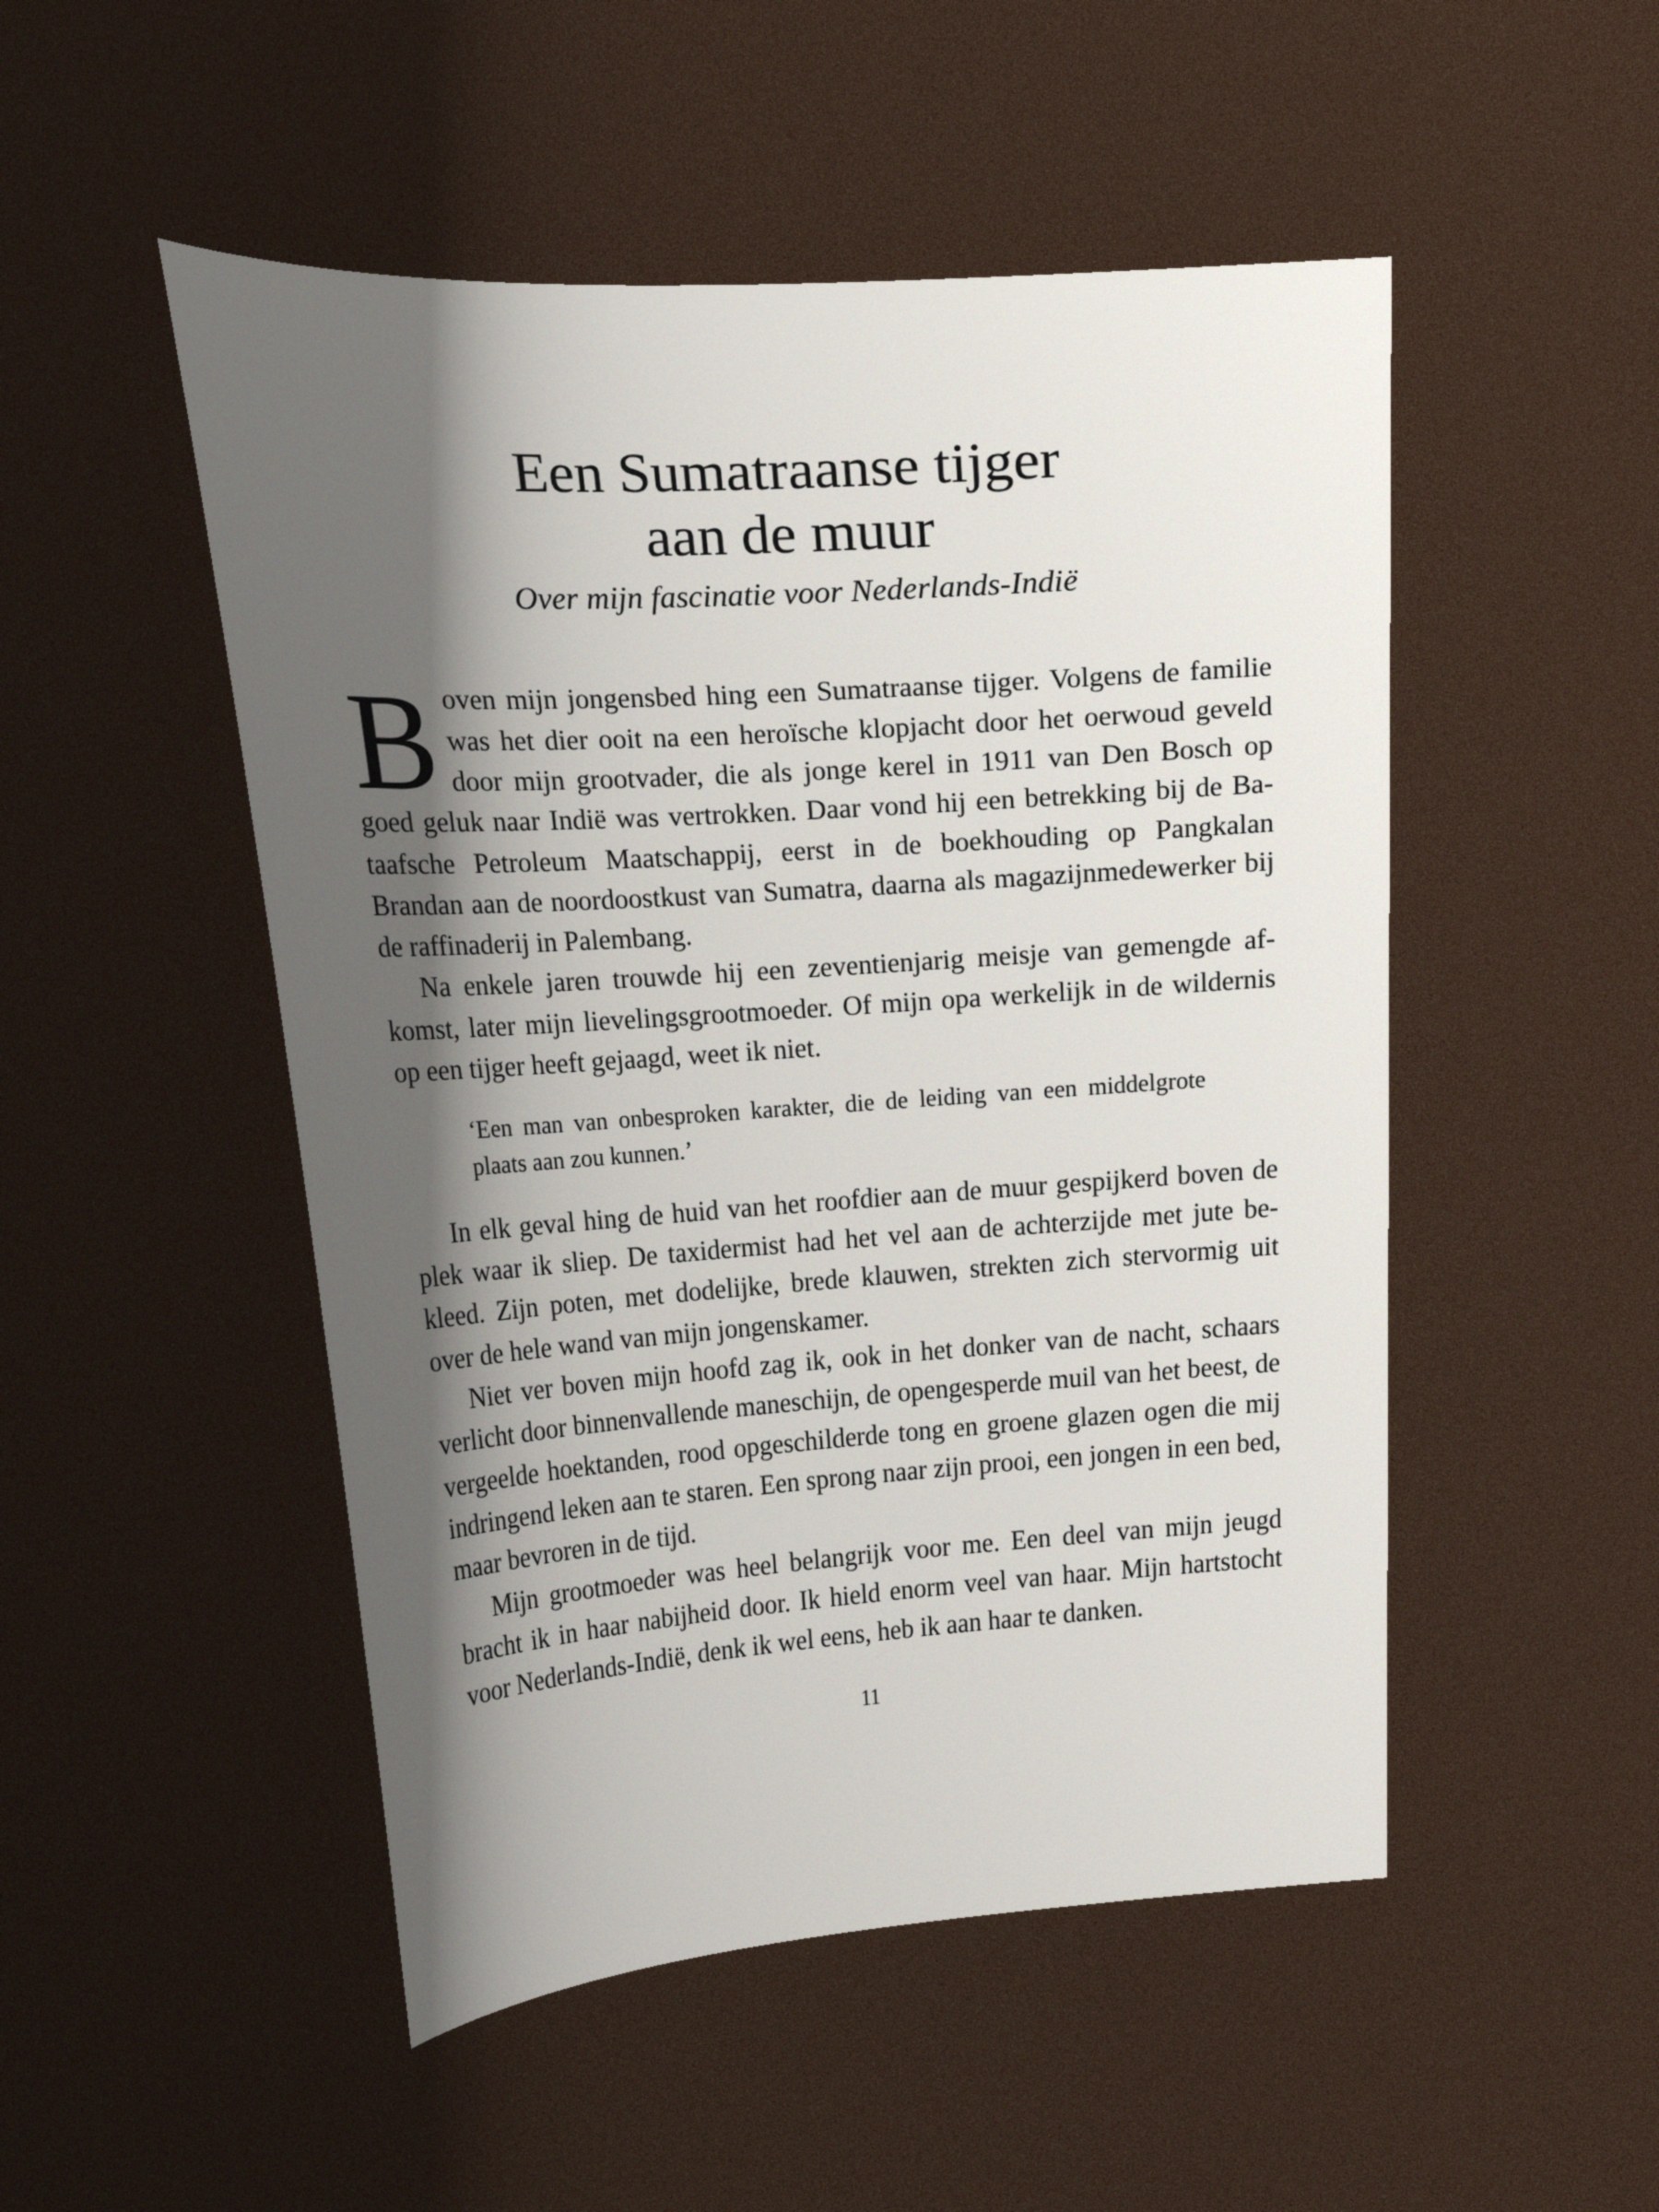 Een Sumatraanse tijger
aan de muur
Over mijn fascinatie voor Nederlands-Indië
Boven mijn jongensbed hing een Sumatraanse tijger. Volgens de familie
was het dier ooit na een heroïsche klopjacht door het oerwoud geveld
door mijn grootvader, die als jonge kerel in 1911 van Den Bosch op
goed geluk naar Indië was vertrokken. Daar vond hij een betrekking bij de Ba-
taafsche Petroleum Maatschappij, eerst in de boekhouding op Pangkalan
Brandan aan de noordoostkust van Sumatra, daarna als magazijnmedewerker bij
de raffinaderij in Palembang.
Na enkele jaren trouwde hij een zeventienjarig meisje van gemengde af-
komst, later mijn lievelingsgrootmoeder. Of mijn opa werkelijk in de wildernis
op een tijger heeft gejaagd, weet ik niet.
‘Een man van onbesproken karakter, die de leiding van een middelgrote
plaats aan zou kunnen.’
In elk geval hing de huid van het roofdier aan de muur gespijkerd boven de
plek waar ik sliep. De taxidermist had het vel aan de achterzijde met jute be-
kleed. Zijn poten, met dodelijke, brede klauwen, strekten zich stervormig uit
over de hele wand van mijn jongenskamer.
Niet ver boven mijn hoofd zag ik, ook in het donker van de nacht, schaars
verlicht door binnenvallende maneschijn, de opengesperde muil van het beest, de
vergeelde hoektanden, rood opgeschilderde tong en groene glazen ogen die mij
indringend leken aan te staren. Een sprong naar zijn prooi, een jongen in een bed,
maar bevroren in de tijd.
Mijn grootmoeder was heel belangrijk voor me. Een deel van mijn jeugd
bracht ik in haar nabijheid door. Ik hield enorm veel van haar. Mijn hartstocht
voor Nederlands-Indië, denk ik wel eens, heb ik aan haar te danken.
11